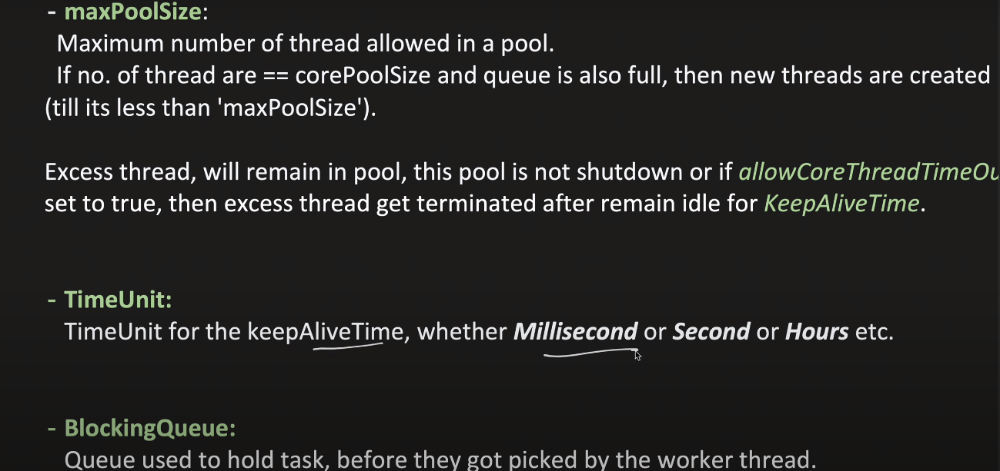 - maxPoolSize:
Maximum number of thread allowed in a pool.
If no. of thread are == corePoolSize and queue is also full, then new threads are created
(till its less than 'maxPoolSize').
Excess thread, will remain in pool, this pool is not shutdown or if allowCoreThreadTimeOu
set to true, then excess thread get terminated after remain idle for KeepAliveTime.
- TimeUnit:
TimeUnit for the keepAliveTime, whether Millisecond or Second or Hours etc.
- BlockingQueue:
Queue used to hold task, before they got picked by the worker thread.